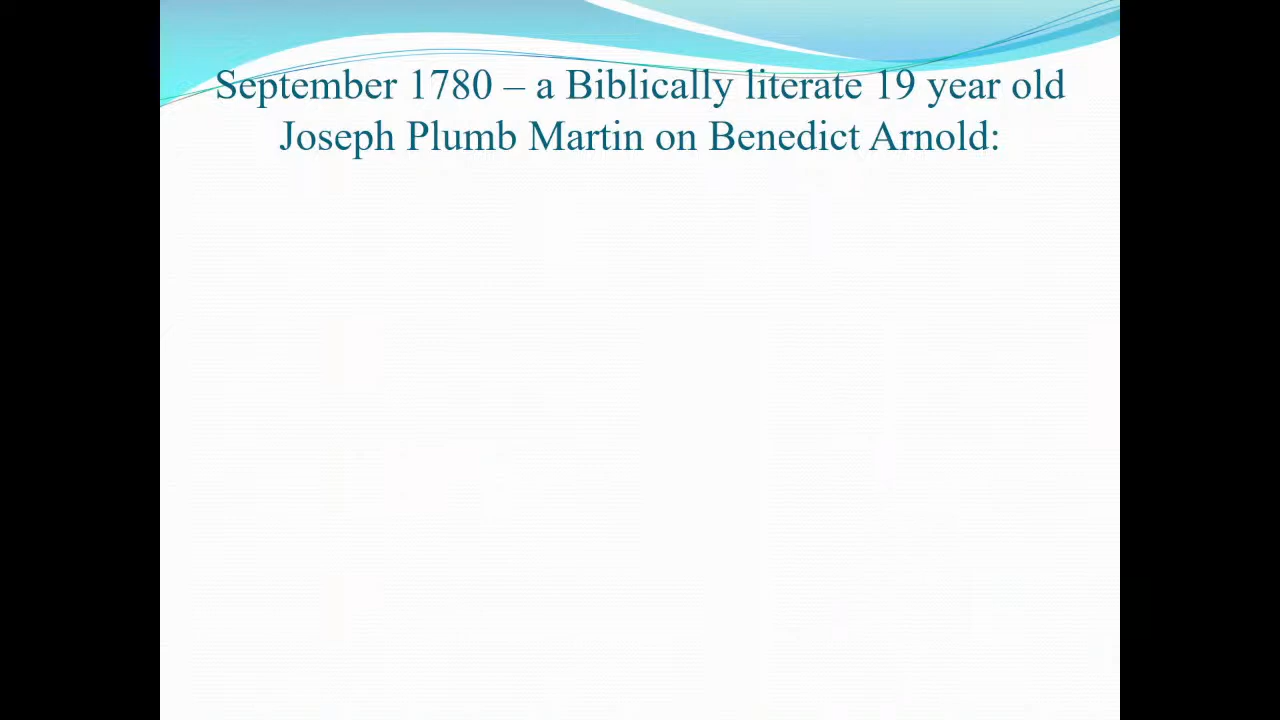 September 1780 – a Biblically literate 19 year old
Joseph Plumb Martin on Benedict Arnold: